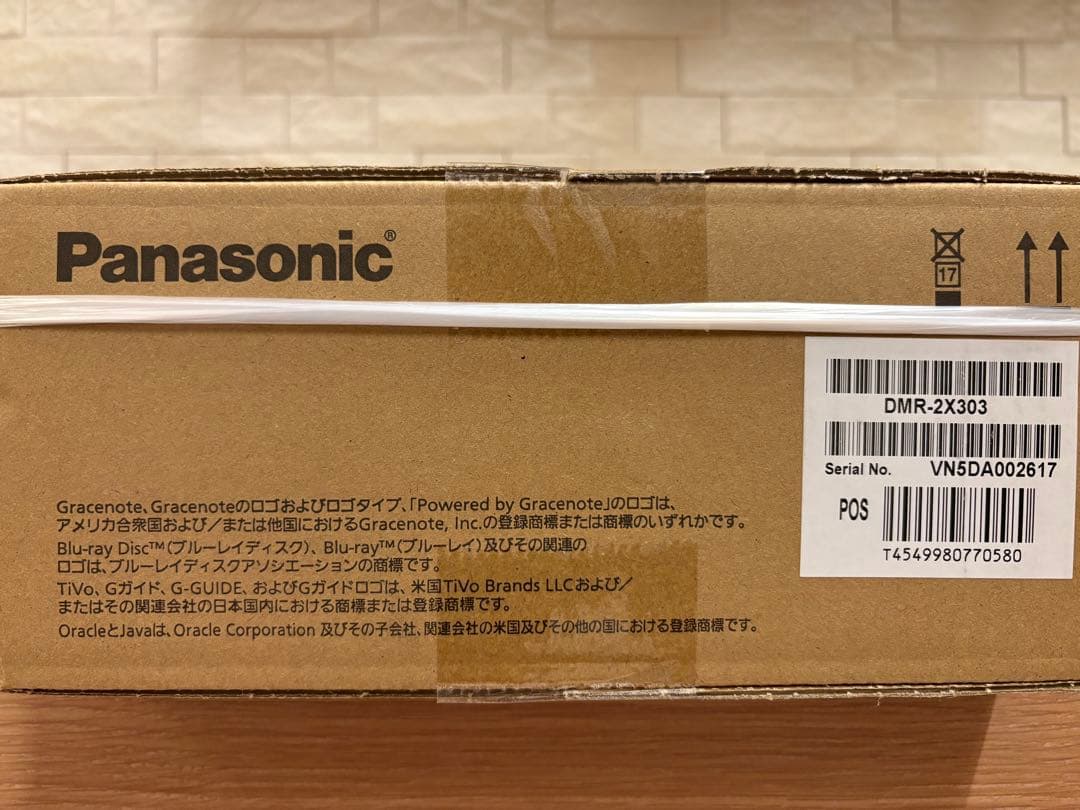 Panasonic®
17
DMR-2X303
Serial No. VN5DA002617
POS
T4549980770580
Gracenote、Gracenoteのロゴおよびロゴタイプ、「Powered by Gracenote」のロゴは、
アメリカ合衆国および/または他国におけるGracenote, Inc.の登録商標または商標のいずれかです。
Blu-ray Disc™(ブルーレイディスク)、Blu-ray™(ブルーレイ)及びその関連の
ロゴは、ブルーレイディスクアソシエーションの商標です。
TiVo、Gガイド、G-GUIDE、およびGガイドロゴは、米国TiVo Brands LLCおよび/
またはその関連会社の日本国内における商標または登録商標です。
OracleとJavaは、Oracle Corporation 及びその子会社、関連会社の米国及びその他の国における登録商標です。